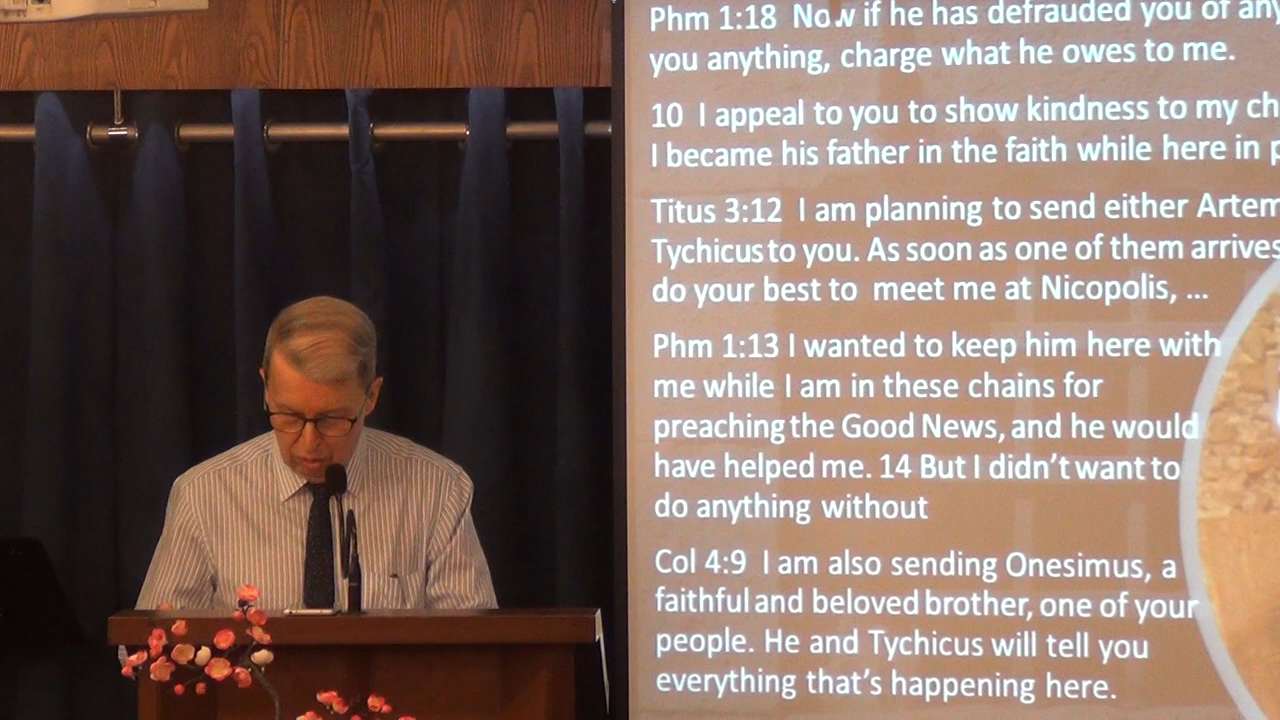 Phm 1:18 Now if he has defrauded you of any
you anything, charge what he owes to me.
10 I appeal to you to show kindness to my ch
I became his father in the faith while here in p
Titus 3:12 I am planning to send either Artem
Tychicus to you. As soon as one of them arrives
do your best to meet me at Nicopolis, ...
Phm 1:13 I wanted to keep him here with
me while I am in these chains for
preaching the Good News, and he would
have helped me. 14 But I didn't want to
do anything without
Col 4:9 I am also sending Onesimus, a
faithful and beloved brother, one of your
people. He and Tychicus will tell you
everything that's happening here.